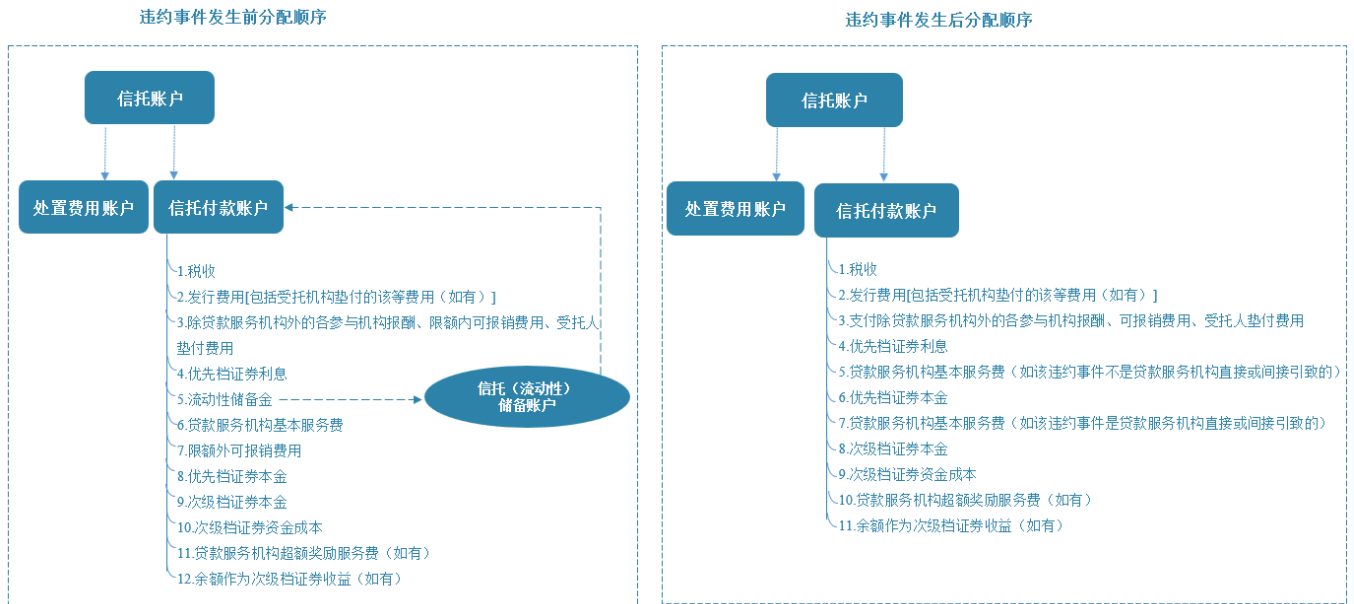 违约事件发生前分配顺序
信托账户
处置费用账户
信托付款账户
1.税收
2.发行费用[包括受托机构垫付的该等费用（如有）]
3.除贷款服务机构外的各参与机构报酬、限额内可报销费用、受托人
垫付费用
4.优先档证券利息
5.流动性储备金
信托（流动性）
储备账户
6.贷款服务机构基本服务费
7.限额外可报销费用
8.优先档证券本金
9.次级档证券本金
10.次级档证券资金成本
11.贷款服务机构超额奖励服务费（如有）
12.余额作为次级档证券收益（如有）
违约事件发生后分配顺序
信托账户
处置费用账户
信托付款账户
1.税收
2.发行费用[包括受托机构垫付的该等费用（如有）]
3.支付除贷款服务机构外的各参与机构报酬、可报销费用、受托人垫付费用
4.优先档证券利息
5.贷款服务机构基本服务费（如该违约事件不是贷款服务机构直接或间接引致的）
6.优先档证券本金
7.贷款服务机构基本服务费（如该违约事件是贷款服务机构直接或间接引致的）
8.次级档证券本金
9.次级档证券资金成本
10.贷款服务机构超额奖励服务费（如有）
11.余额作为次级档证券收益（如有）